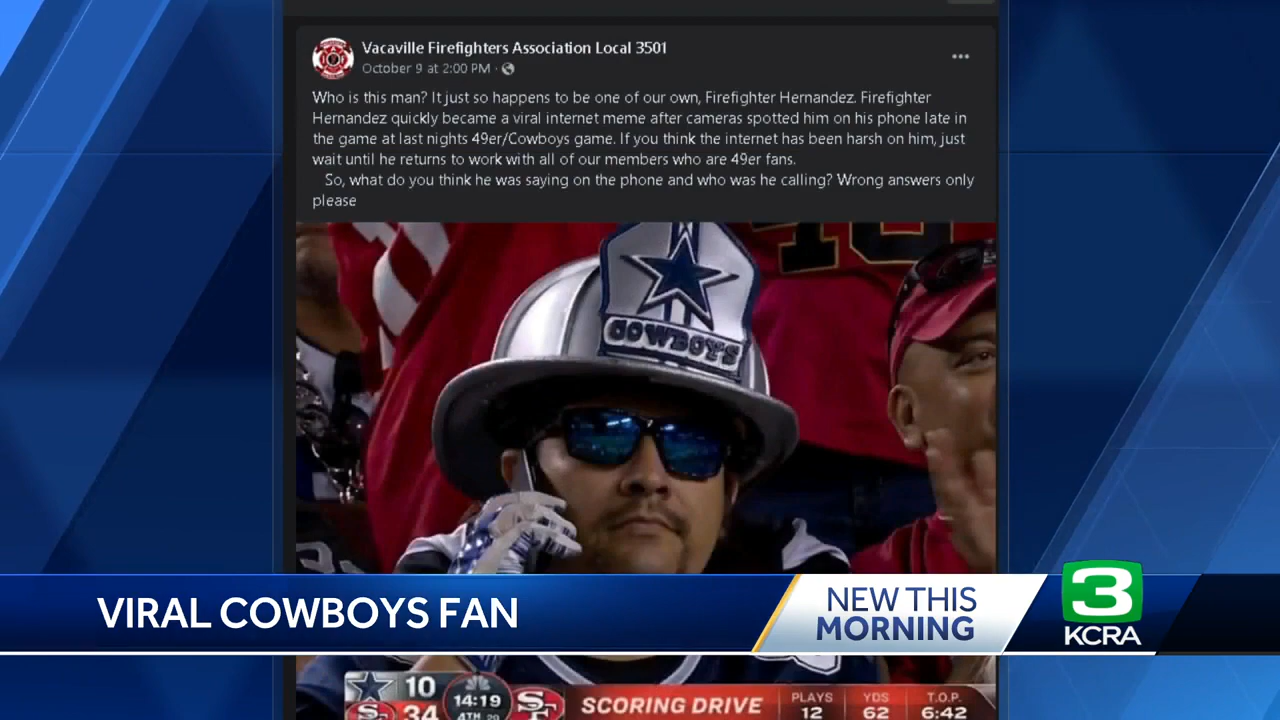 Vacaville Firefighters Association Local 3501
October 9 at 2:00 PM ·
Who is this man? It just so happens to be one of our own, Firefighter Hernandez. Firefighter
Hernandez quickly became a viral internet meme after cameras spotted him on his phone late in
the game at last nights 49er/Cowboys game. If you think the internet has been harsh on him, just
wait until he returns to work with all of our members who are 49er fans.
So, what do you think he was saying on the phone and who was he calling? Wrong answers only
please
COWBOYS
VIRAL COWBOYS FAN
NEW THIS
MORNING
3
KCRA
10
14:19
4TH
SF
34
SCORING DRIVE
PLAYS
12
YDS
62
T.O.P.
6:42